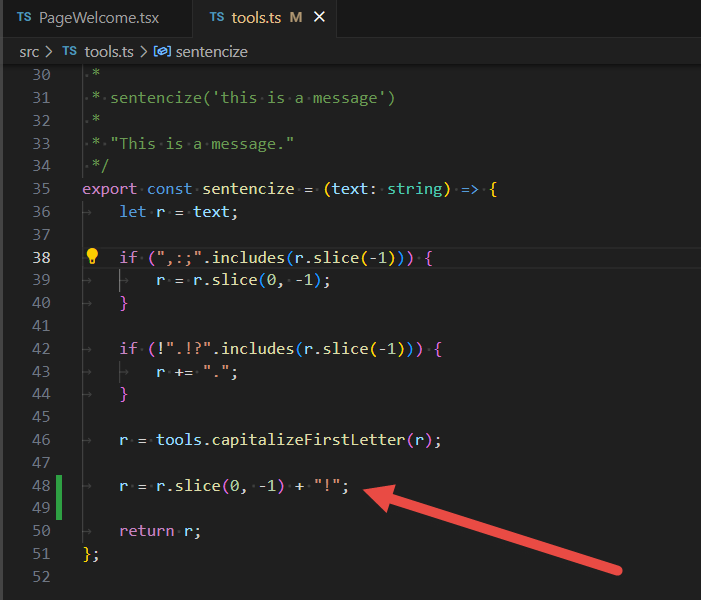 TS PageWelcome.tsx TS tools.ts M ×
src > TS tools.ts > sentencize
30 *
31 * sentencize('this is a message')
32 *
33 * "This is a message."
34 */
35 export const sentencize = (text: string) => {
36 let r = text;
37
38 if (",:;".includes(r.slice(-1))) {
39 r = r.slice(0, -1);
40 }
41
42 if (!".!?".includes(r.slice(-1))) {
43 r += ".";
44 }
45
46 r = tools.capitalizeFirstLetter(r);
47
48 r = r.slice(0, -1) + "!";
49
50 return r;
51 };
52